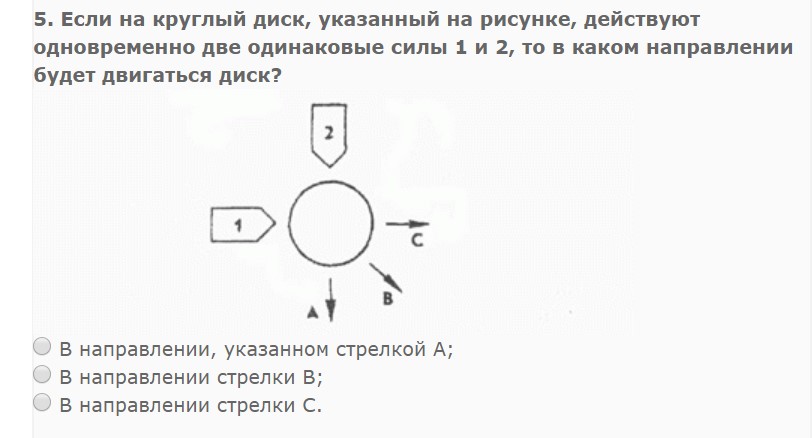 5. Если на круглый диск, указанный на рисунке, действуют
одновременно две одинаковые силы 1 и 2, то в каком направлении
будет двигаться диск?
2
1
C
B
A
В направлении, указанном стрелкой А;
В направлении стрелки В;
В направлении стрелки С.